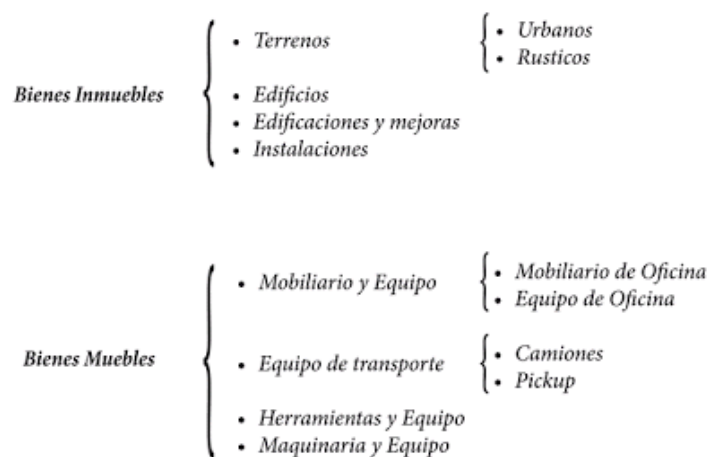 • Terrenos
• Urbanos
• Rusticos
Bienes Inmuebles
• Edificios
• Edificaciones y mejoras
• Instalaciones
• Mobiliario y Equipo
• Mobiliario de Oficina
• Equipo de Oficina
Bienes Muebles
• Equipo de transporte
• Camiones
• Pickup
• Herramientas y Equipo
• Maquinaria y Equipo